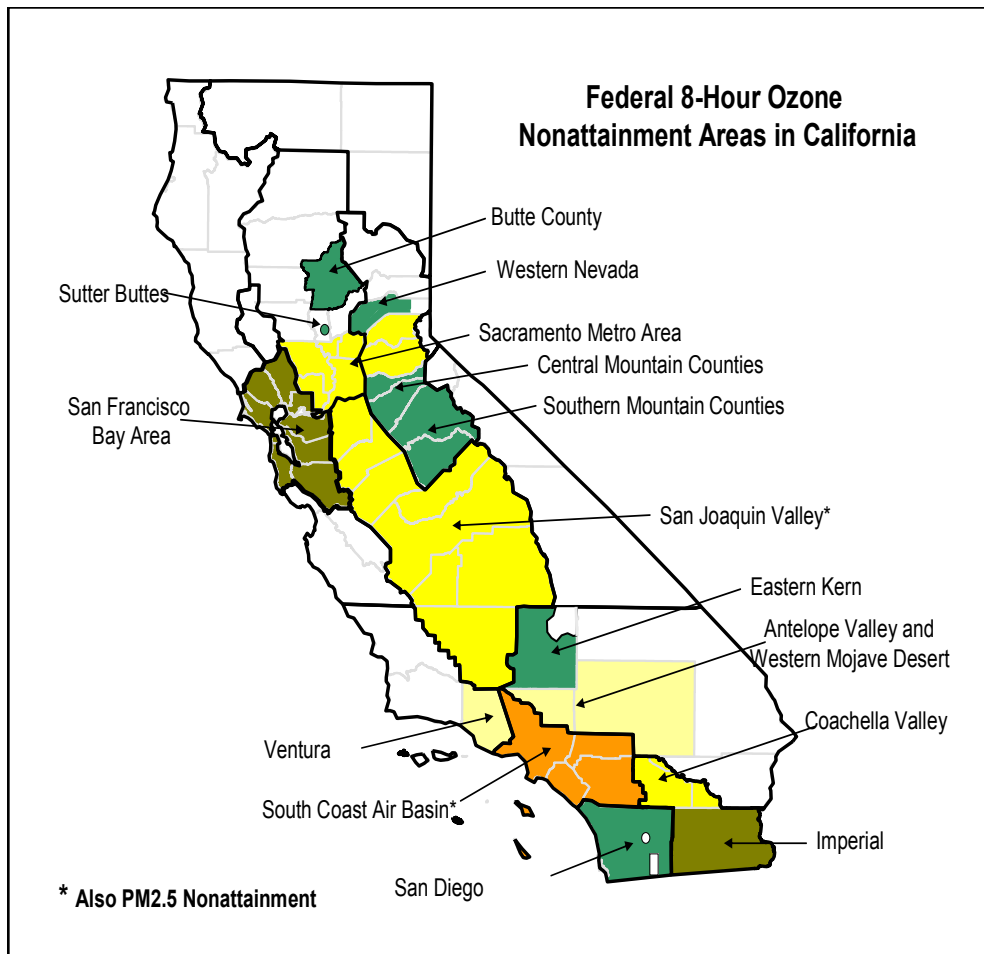 Federal 8-Hour Ozone
Nonattainment Areas in California
Butte County
Western Nevada
Sutter Buttes
Sacramento Metro Area
Central Mountain Counties
San Francisco
Bay Area
Southern Mountain Counties
San Joaquin Valley*
Eastern Kern
Antelope Valley and
Western Mojave Desert
Coachella Valley
Ventura
South Coast Air Basin*
Imperial
San Diego
* Also PM2.5 Nonattainment